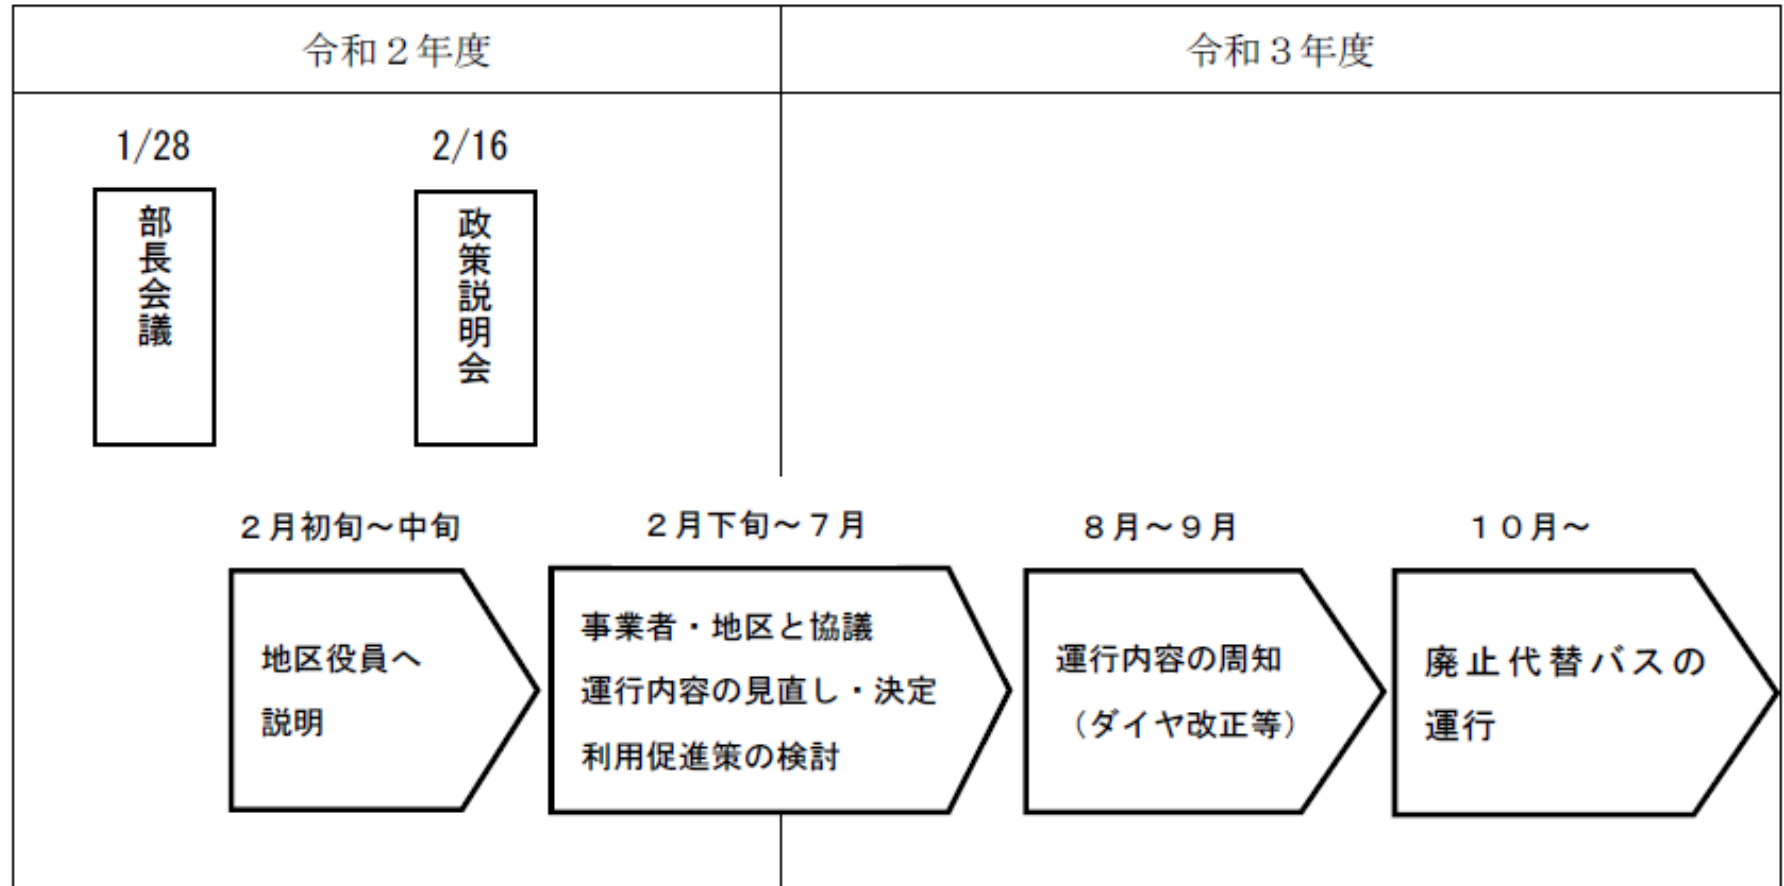 令和２年度
令和３年度
1/28
2/16
部長会議
政策説明会
２月初旬～中旬
２月下旬～７月
８月～９月
１０月～
地区役員へ
説明
事業者・地区と協議
運行内容の見直し・決定
利用促進策の検討
運行内容の周知
（ダイヤ改正等）
廃止代替バスの
運行